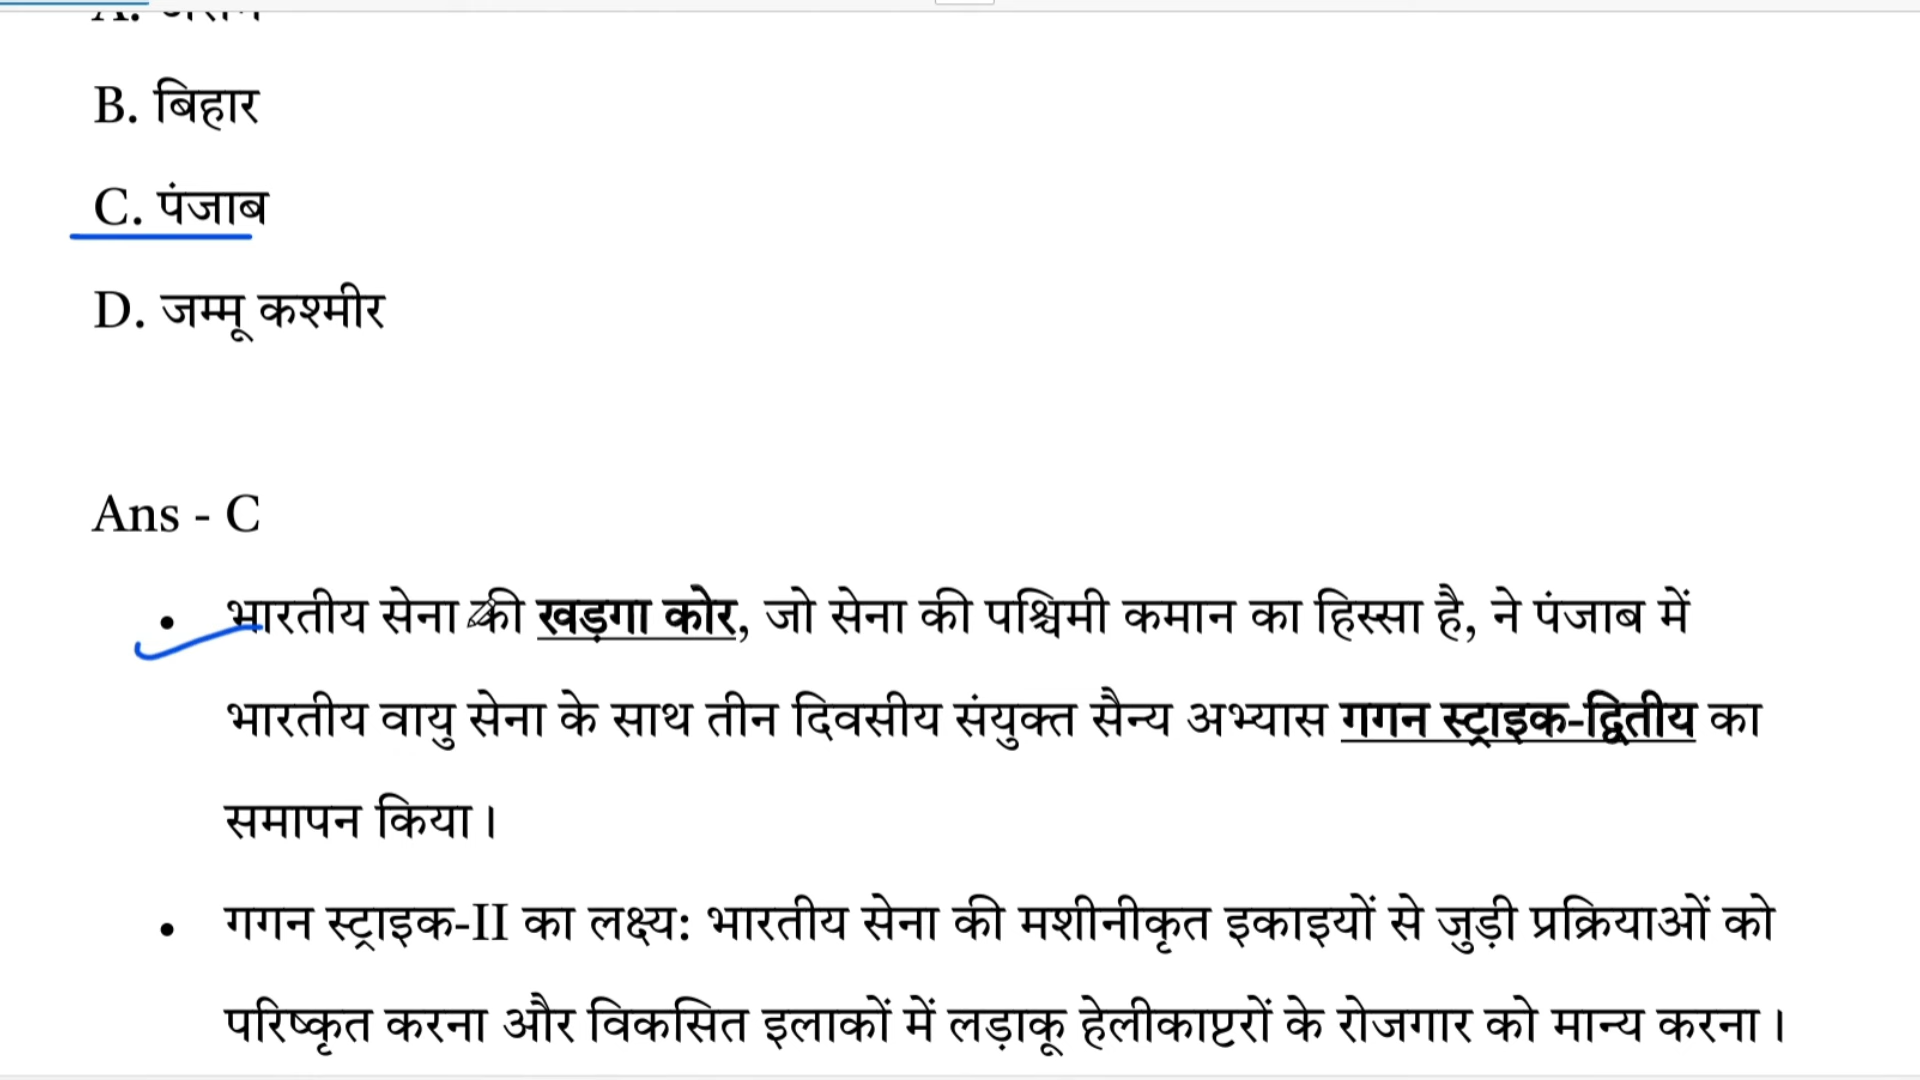 B. बिहार
C. पंजाब
D. जम्मू कश्मीर
Ans - C
• भारतीय सेना की खड़गा कोर, जो सेना की पश्चिमी कमान का हिस्सा है, ने पंजाब में
भारतीय वायु सेना के साथ तीन दिवसीय संयुक्त सैन्य अभ्यास गगन स्ट्राइक-द्वितीय का
समापन किया।
• गगन स्ट्राइक-II का लक्ष्य: भारतीय सेना की मशीनीकृत इकाइयों से जुड़ी प्रक्रियाओं को
परिष्कृत करना और विकसित इलाकों में लड़ाकू हेलीकाप्टरों के रोजगार को मान्य करना।